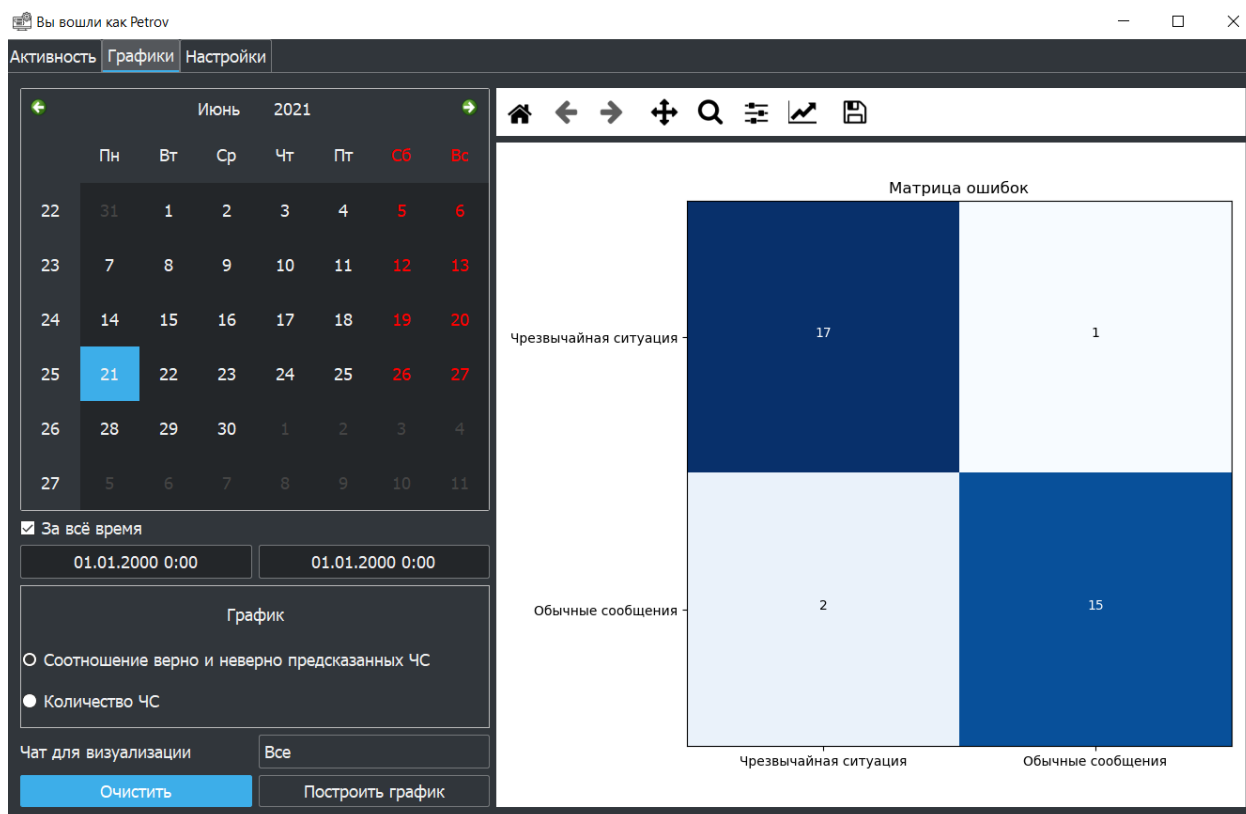 Вы вошли как Petrov
Активность Графики Настройки
Июнь 2021
Пн Вт Ср Чт Пт Сб Вс
22 31 1 2 3 4 5 6
23 7 8 9 10 11 12 13
24 14 15 16 17 18 19 20
25 21 22 23 24 25 26 27
26 28 29 30 1 2 3 4
27 5 6 7 8 9 10 11
За всё время
01.01.2000 0:00 01.01.2000 0:00
График
Соотношение верно и неверно предсказанных ЧС
Количество ЧС
Чат для визуализации Все
Очистить Построить график
Матрица ошибок
Чрезвычайная ситуация 17 1
Обычные сообщения 2 15
Чрезвычайная ситуация Обычные сообщения